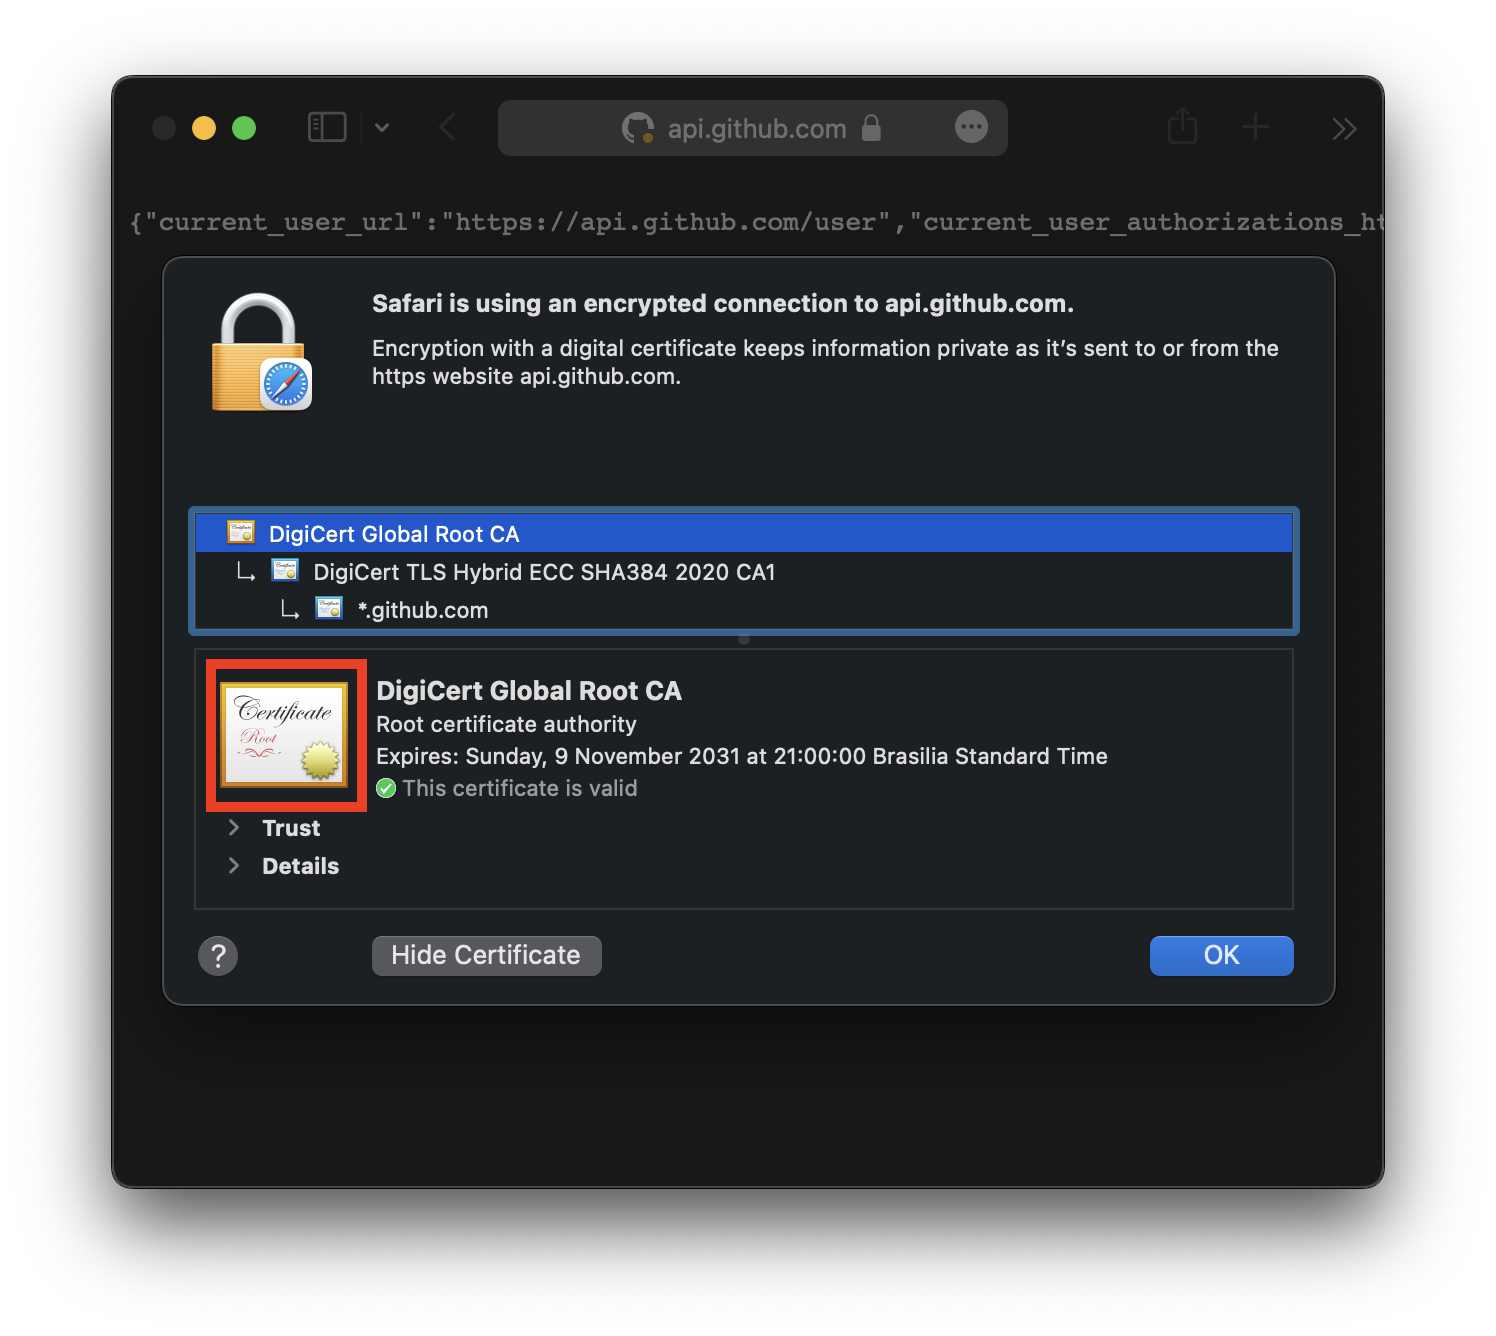 api.github.com
{"current_user_url":"https://api.github.com/user","current_user_authorizations_ht
Safari is using an encrypted connection to api.github.com.
Encryption with a digital certificate keeps information private as it’s sent to or from the
https website api.github.com.
DigiCert Global Root CA
DigiCert TLS Hybrid ECC SHA384 2020 CA1
*.github.com
Certificate
Root
DigiCert Global Root CA
Root certificate authority
Expires: Sunday, 9 November 2031 at 21:00:00 Brasilia Standard Time
This certificate is valid
Trust
Details
?
Hide Certificate
OK